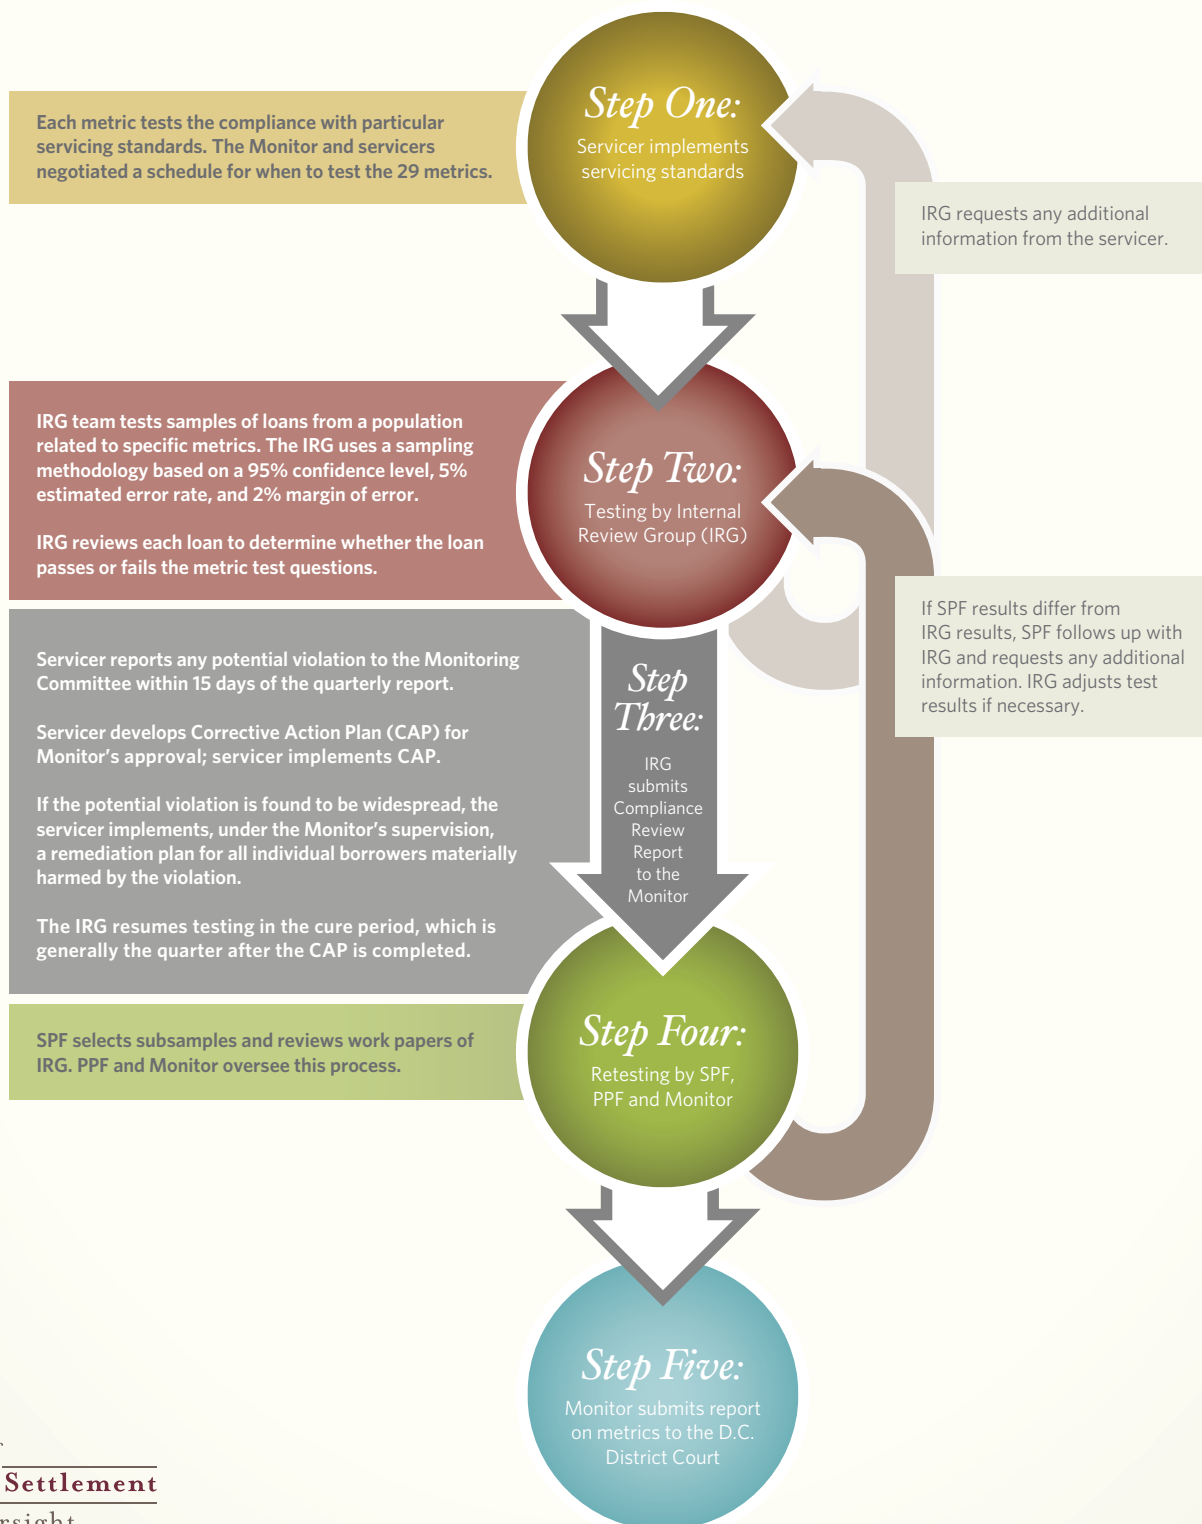 Step One:
Servicer implements
servicing standards
Each metric tests the compliance with particular
servicing standards. The Monitor and servicers
negotiated a schedule for when to test the 29 metrics.
IRG requests any additional
information from the servicer.
IRG team tests samples of loans from a population
related to specific metrics. The IRG uses a sampling
methodology based on a 95% confidence level, 5%
estimated error rate, and 2% margin of error.
IRG reviews each loan to determine whether the loan
passes or fails the metric test questions.
Step Two:
Testing by Internal
Review Group (IRG)
If SPF results differ from
IRG results, SPF follows up with
IRG and requests any additional
information. IRG adjusts test
results if necessary.
Servicer reports any potential violation to the Monitoring
Committee within 15 days of the quarterly report.
Servicer develops Corrective Action Plan (CAP) for
Monitor’s approval; servicer implements CAP.
If the potential violation is found to be widespread, the
servicer implements, under the Monitor’s supervision,
a remediation plan for all individual borrowers materially
harmed by the violation.
The IRG resumes testing in the cure period, which is
generally the quarter after the CAP is completed.
Step
Three:
IRG
submits
Compliance
Review
Report
to the
Monitor
SPF selects subsamples and reviews work papers of
IRG. PPF and Monitor oversee this process.
Step Four:
Retesting by SPF,
PPF and Monitor
Step Five:
Monitor submits report
on metrics to the D.C.
District Court
Settlement